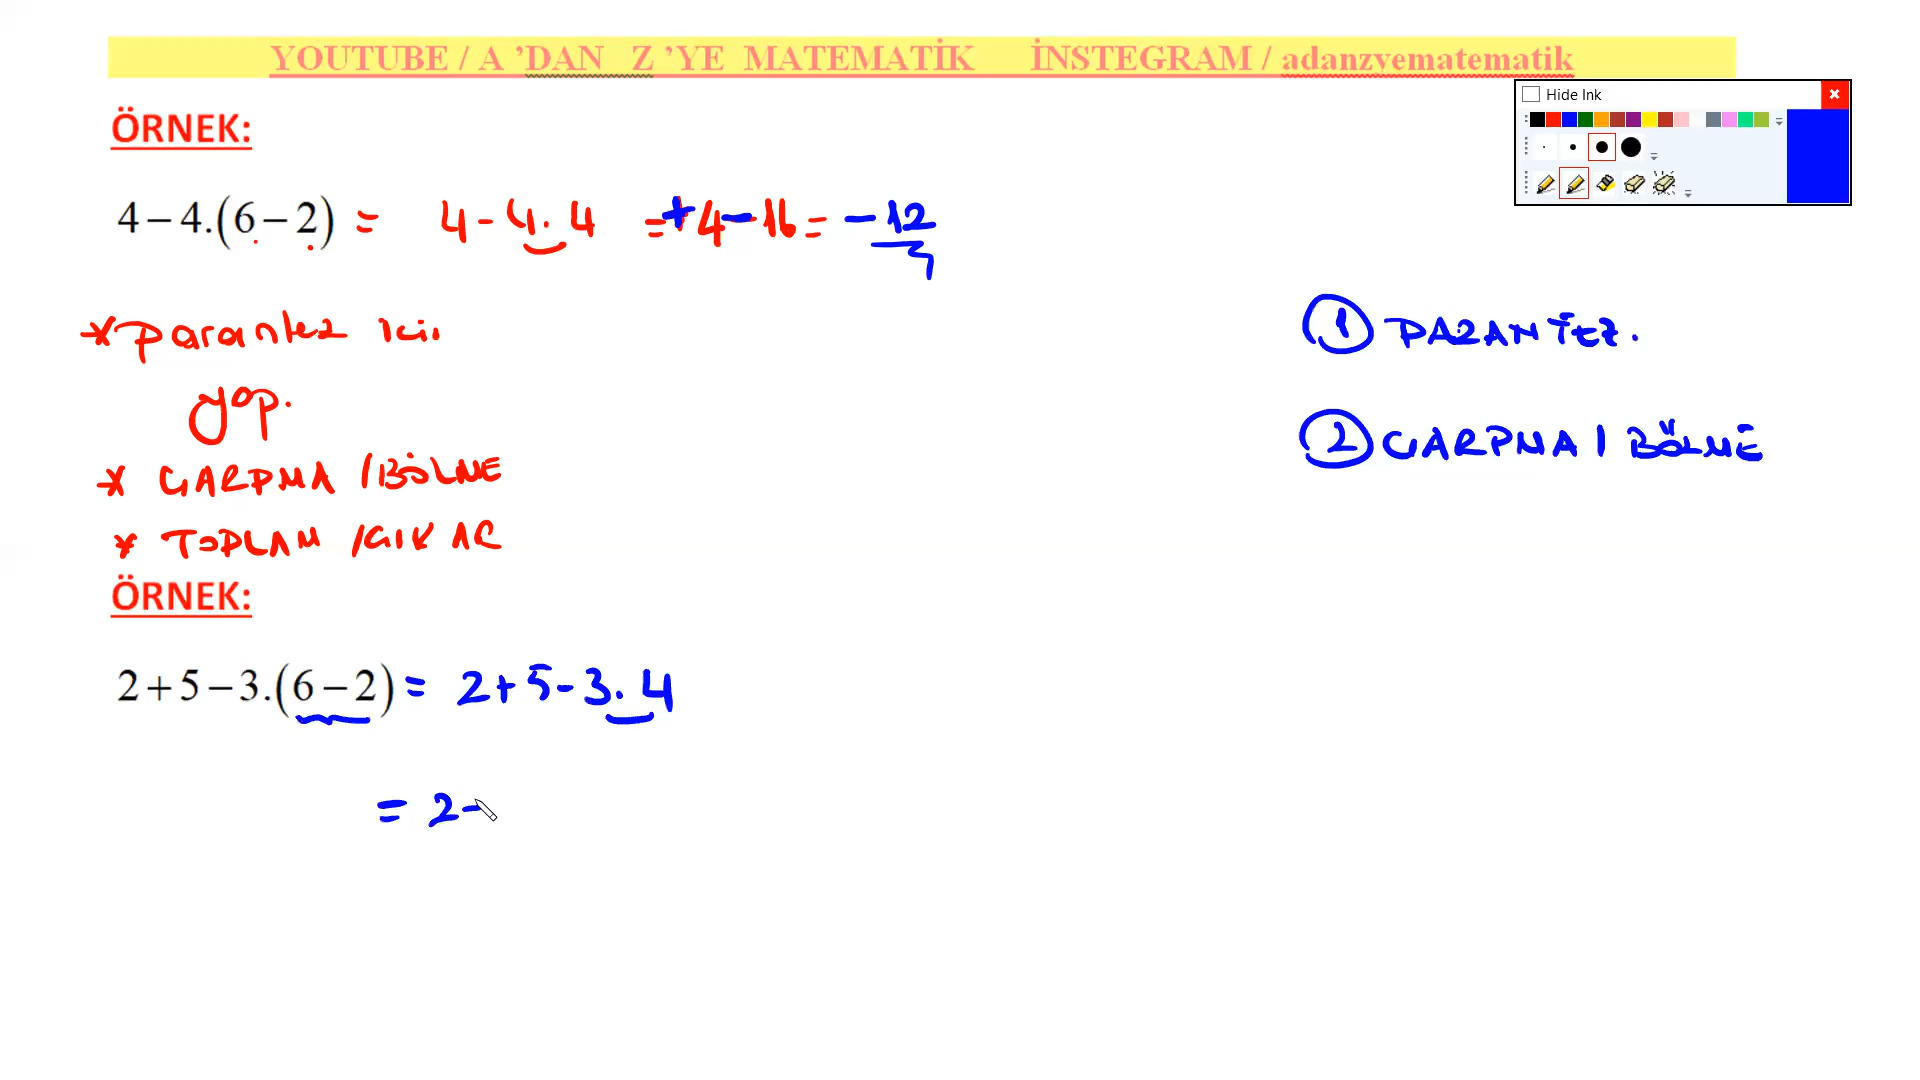 YOUTUBE / A ’DAN Z ’YE MATEMATİK İNSTEGRAM / adanzyematematik
Hide Ink
ÖRNEK:
4 − 4.(6 − 2) = 4 - 4.4 = +4 - 16 = -12
* parantez içi
yap.
* ÇARPMA / BÖLME
* TOPLAM / ÇIKAR
1 PARANTEZ.
2 ÇARPMA / BÖLME
ÖRNEK:
2 + 5 − 3.(6 − 2) = 2+5-3.4
= 2